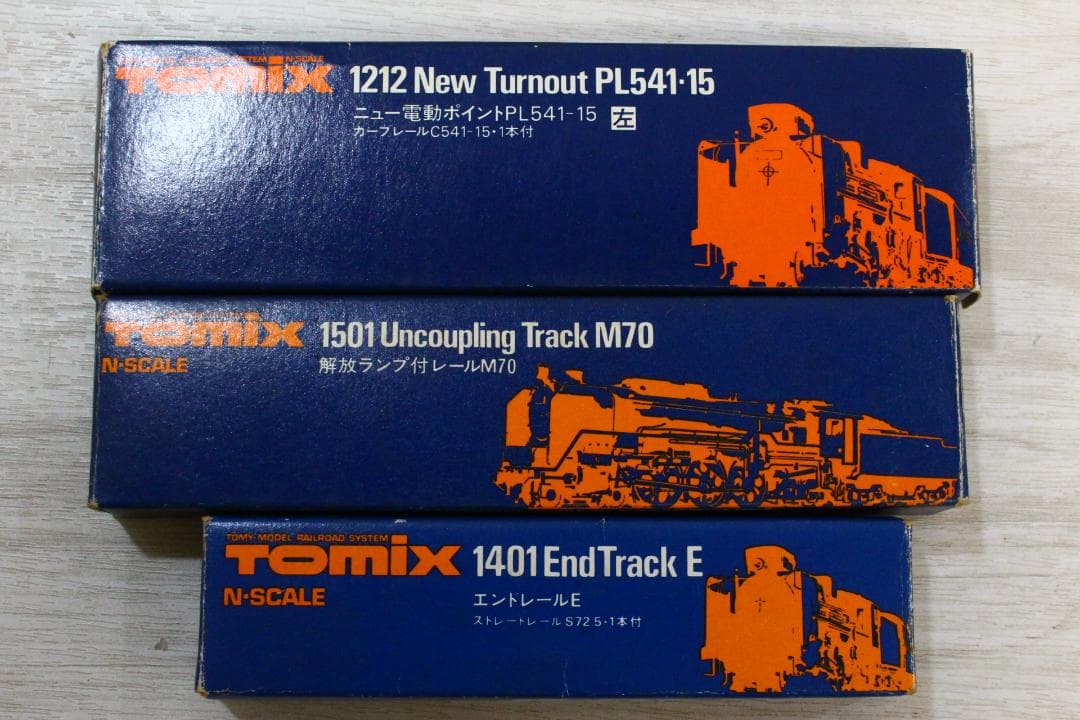 SYSTEM N-SCALE
TOMIX 1212 New Turnout PL541·15
ニュー電動ポイントPL541-15 左
カーブレールC541-15・1本付
TOMIX 1501 Uncoupling Track M70
N·SCALE 解放ランプ付レールM70
TOMY MODEL RAILROAD SYSTEM
TOMIX 1401 End Track E
N·SCALE エンドレールE
ストレートレールS72.5・1本付